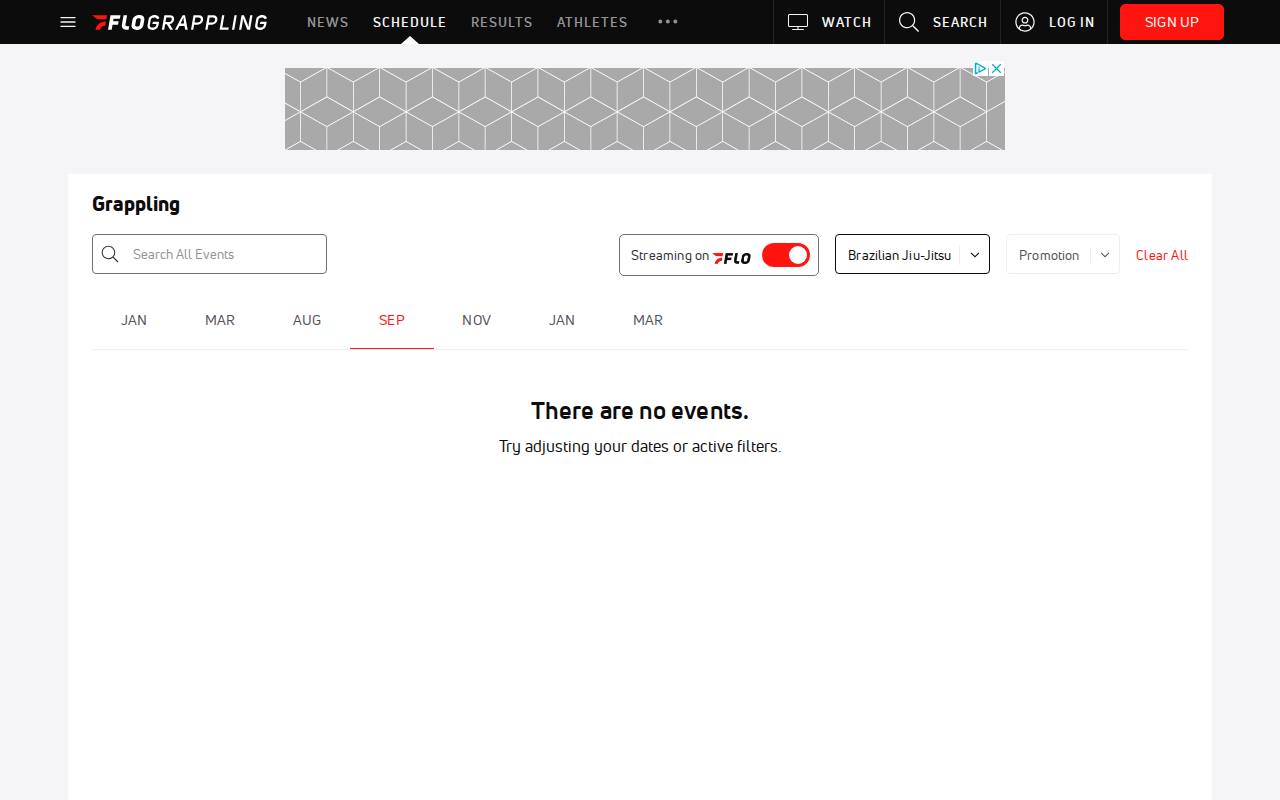 FLOGRAPPLING NEWS SCHEDULE RESULTS ATHLETES ••• WATCH SEARCH LOG IN SIGN UP
Grappling
Search All Events Streaming on FLO Brazilian Jiu-Jitsu Promotion Clear All
JAN MAR AUG SEP NOV JAN MAR
There are no events.
Try adjusting your dates or active filters.